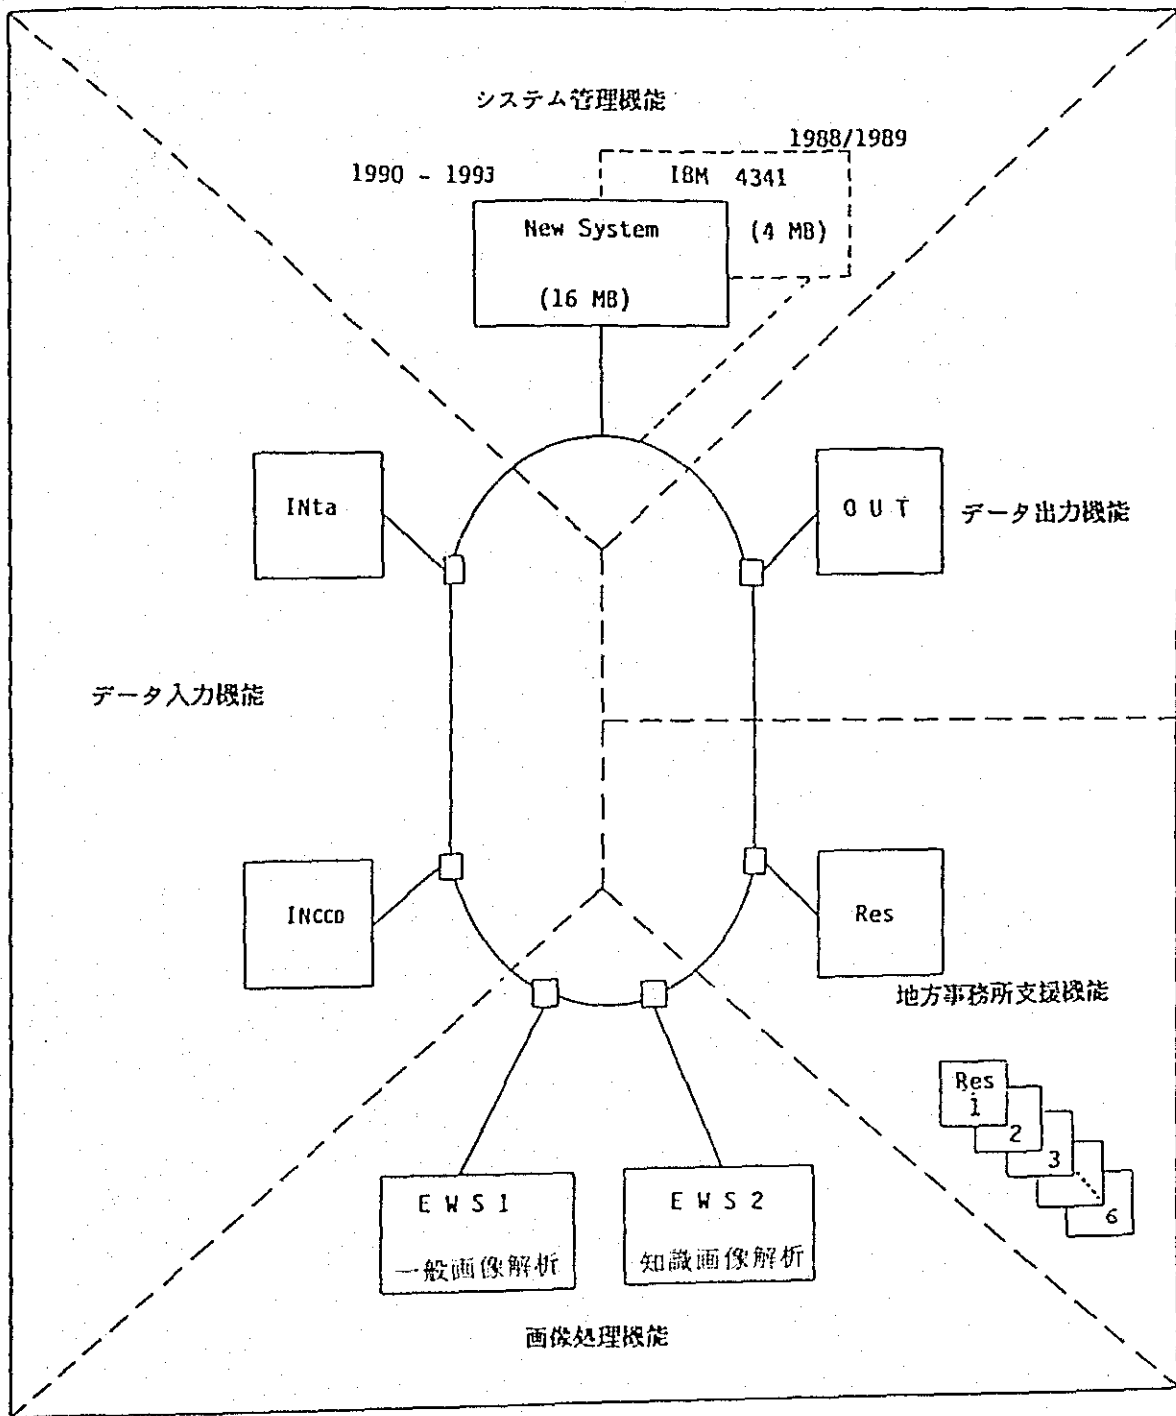 システム管理機能
1988/1989
1990 - 1993
IBM 4341
New System
(4 MB)
(16 MB)
INta
O U T
データ出力機能
データ入力機能
INCCD
Res
地方事務所支援機能
Res
1
2
3
6
E W S 1
一般画像解析
E W S 2
知識画像解析
画像処理機能